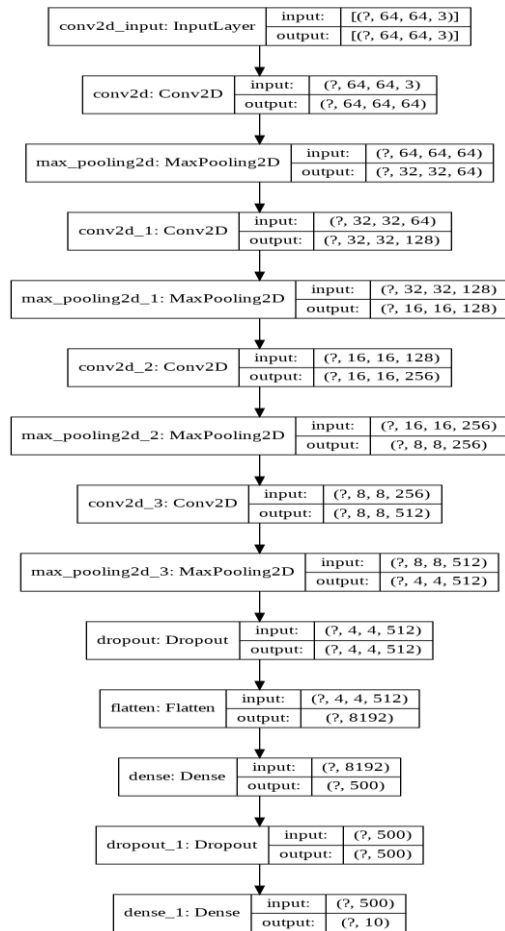 conv2d_input: InputLayer
input: [(?, 64, 64, 3)]
output: [(?, 64, 64, 3)]
conv2d: Conv2D
input: (?, 64, 64, 3)
output: (?, 64, 64, 64)
max_pooling2d: MaxPooling2D
input: (?, 64, 64, 64)
output: (?, 32, 32, 64)
conv2d_1: Conv2D
input: (?, 32, 32, 64)
output: (?, 32, 32, 128)
max_pooling2d_1: MaxPooling2D
input: (?, 32, 32, 128)
output: (?, 16, 16, 128)
conv2d_2: Conv2D
input: (?, 16, 16, 128)
output: (?, 16, 16, 256)
max_pooling2d_2: MaxPooling2D
input: (?, 16, 16, 256)
output: (?, 8, 8, 256)
conv2d_3: Conv2D
input: (?, 8, 8, 256)
output: (?, 8, 8, 512)
max_pooling2d_3: MaxPooling2D
input: (?, 8, 8, 512)
output: (?, 4, 4, 512)
dropout: Dropout
input: (?, 4, 4, 512)
output: (?, 4, 4, 512)
flatten: Flatten
input: (?, 4, 4, 512)
output: (?, 8192)
dense: Dense
input: (?, 8192)
output: (?, 500)
dropout_1: Dropout
input: (?, 500)
output: (?, 500)
dense_1: Dense
input: (?, 500)
output: (?, 10)